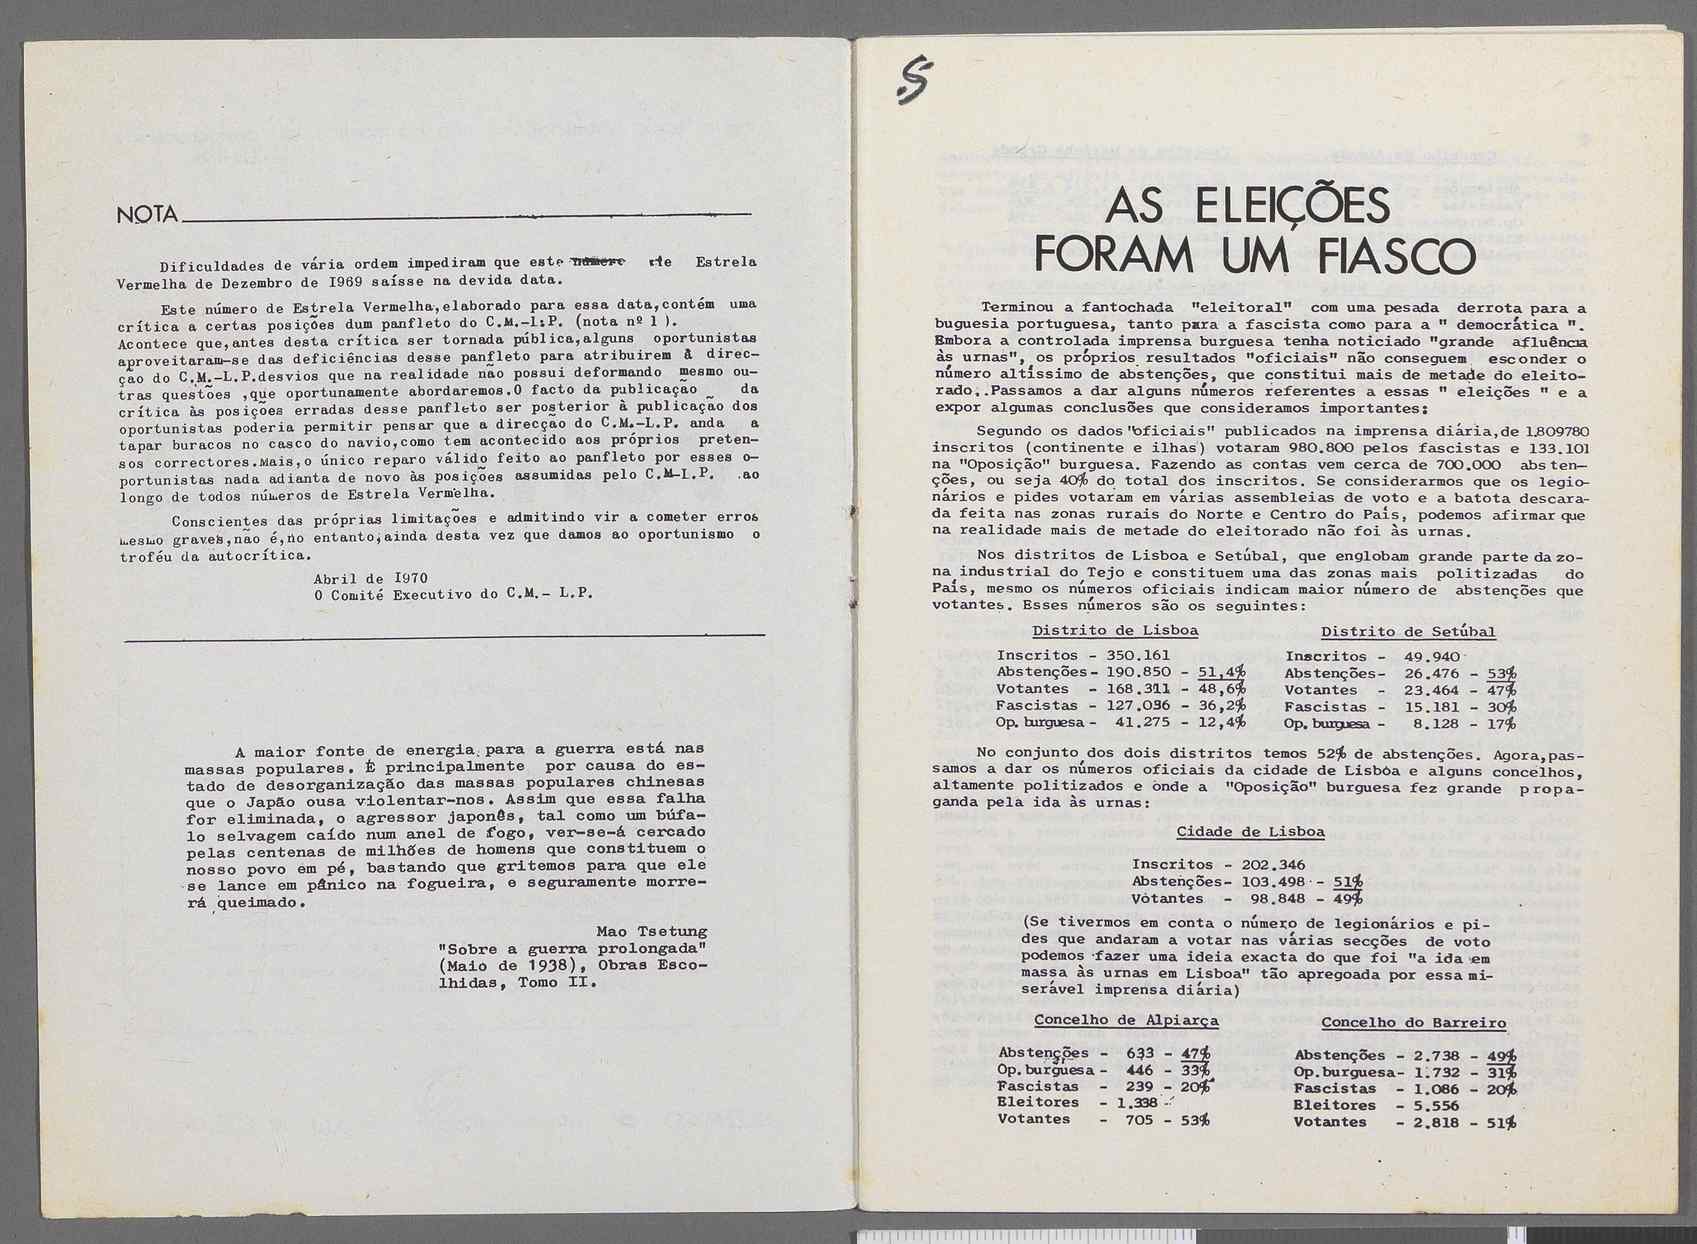 NOTA
Dificuldades de vária ordem impediram que este numero de Estrela
Vermelha de Dezembro de I969 saísse na devida data.
Este número de Estrela Vermelha,elaborado para essa data,contém uma
crítica a certas posições dum panfleto do C.M.-L.P. (nota nº 1 ).
Acontece que,antes desta crítica ser tornada pública,alguns oportunistas
aproveitaram-se das deficiências desse panfleto para atribuirem à direc-
ção do C.M.-L.P.desvios que na realidade não possui deformando mesmo ou-
tras questões ,que oportunamente abordaremos.O facto da publicação da
crítica às posições erradas desse panfleto ser posterior à publicação dos
oportunistas poderia permitir pensar que a direcção do C.M.-L.P. anda a
tapar buracos no casco do navio,como tem acontecido aos próprios preten-
sos correctores.Mais,o único reparo válido feito ao panfleto por esses o-
portunistas nada adianta de novo às posições assumidas pelo C.M-L.P. .ao
longo de todos números de Estrela Vermelha.
Conscientes das próprias limitações e admitindo vir a cometer erros
mesmo graves,não é,no entanto,ainda desta vez que damos ao oportunismo o
troféu da autocrítica.
Abril de I970
O Comité Executivo do C.M.- L.P.
A maior fonte de energia para a guerra está nas
massas populares. É principalmente por causa do es-
tado de desorganização das massas populares chinesas
que o Japão ousa violentar-nos. Assim que essa falha
for eliminada, o agressor japonês, tal como um búfa-
lo selvagem caído num anel de fogo, ver-se-á cercado
pelas centenas de milhões de homens que constituem o
nosso povo em pé, bastando que gritemos para que ele
se lance em pânico na fogueira, e seguramente morre-
rá queimado.
Mao Tsetung
"Sobre a guerra prolongada"
(Maio de 1938), Obras Esco-
lhidas, Tomo II.
5
AS ELEIÇÕES
FORAM UM FIASCO
Terminou a fantochada "eleitoral" com uma pesada derrota para a
buguesia portuguesa, tanto para a fascista como para a " democrática ".
Embora a controlada imprensa burguesa tenha noticiado "grande afluência
às urnas", os próprios resultados "oficiais" não conseguem esconder o
número altíssimo de abstenções, que constitui mais de metade do eleito-
rado..Passamos a dar alguns números referentes a essas " eleições " e a
expor algumas conclusões que consideramos importantes:
Segundo os dados "oficiais" publicados na imprensa diária,de 1.809780
inscritos (continente e ilhas) votaram 980.800 pelos fascistas e 133.101
na "Oposição" burguesa. Fazendo as contas vem cerca de 700.000 absten-
ções, ou seja 40% do total dos inscritos. Se considerarmos que os legio-
nários e pides votaram em várias assembleias de voto e a batota descara-
da feita nas zonas rurais do Norte e Centro do País, podemos afirmar que
na realidade mais de metade do eleitorado não foi às urnas.
Nos distritos de Lisboa e Setúbal, que englobam grande parte da zo-
na industrial do Tejo e constituem uma das zonas mais politizadas do
País, mesmo os números oficiais indicam maior número de abstenções que
votantes. Esses números são os seguintes:
Distrito de Lisboa
Inscritos - 350.161
Abstenções- 190.850 - 51,4%
Votantes - 168.311 - 48,6%
Fascistas - 127.036 - 36,2%
Op. burguesa - 41.275 - 12,4%
Distrito de Setúbal
Inscritos - 49.940
Abstenções- 26.476 - 53%
Votantes - 23.464 - 47%
Fascistas - 15.181 - 30%
Op. burguesa - 8.128 - 17%
No conjunto dos dois distritos temos 52% de abstenções. Agora,pas-
samos a dar os números oficiais da cidade de Lisboa e alguns concelhos,
altamente politizados e onde a "Oposição" burguesa fez grande propa-
ganda pela ida às urnas:
Cidade de Lisboa
Inscritos - 202.346
Abstenções- 103.498 - 51%
Votantes - 98.848 - 49%
(Se tivermos em conta o número de legionários e pi-
des que andaram a votar nas várias secções de voto
podemos fazer uma ideia exacta do que foi "a ida em
massa às urnas em Lisboa" tão apregoada por essa mi-
serável imprensa diária)
Concelho de Alpiarça
Abstenções - 633 - 47%
Op.burguesa - 446 - 33%
Fascistas - 239 - 20%
Eleitores - 1.338 -
Votantes - 705 - 53%
Concelho do Barreiro
Abstenções - 2.738 - 49%
Op.burguesa- 1.732 - 31%
Fascistas - 1.086 - 20%
Eleitores - 5.556
Votantes - 2.818 - 51%